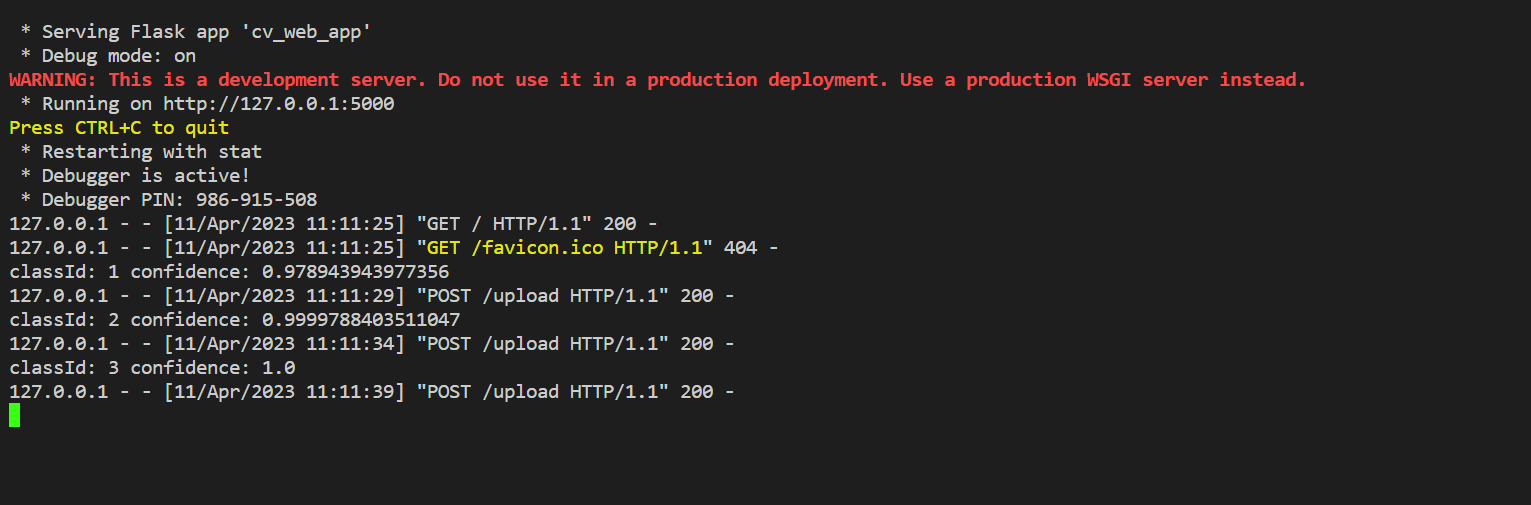 * Serving Flask app 'cv_web_app'
* Debug mode: on
WARNING: This is a development server. Do not use it in a production deployment. Use a production WSGI server instead.
* Running on http://127.0.0.1:5000
Press CTRL+C to quit
* Restarting with stat
* Debugger is active!
* Debugger PIN: 986-915-508
127.0.0.1 - - [11/Apr/2023 11:11:25] "GET / HTTP/1.1" 200 -
127.0.0.1 - - [11/Apr/2023 11:11:25] "GET /favicon.ico HTTP/1.1" 404 -
classId: 1 confidence: 0.978943943977356
127.0.0.1 - - [11/Apr/2023 11:11:29] "POST /upload HTTP/1.1" 200 -
classId: 2 confidence: 0.9999788403511047
127.0.0.1 - - [11/Apr/2023 11:11:34] "POST /upload HTTP/1.1" 200 -
classId: 3 confidence: 1.0
127.0.0.1 - - [11/Apr/2023 11:11:39] "POST /upload HTTP/1.1" 200 -